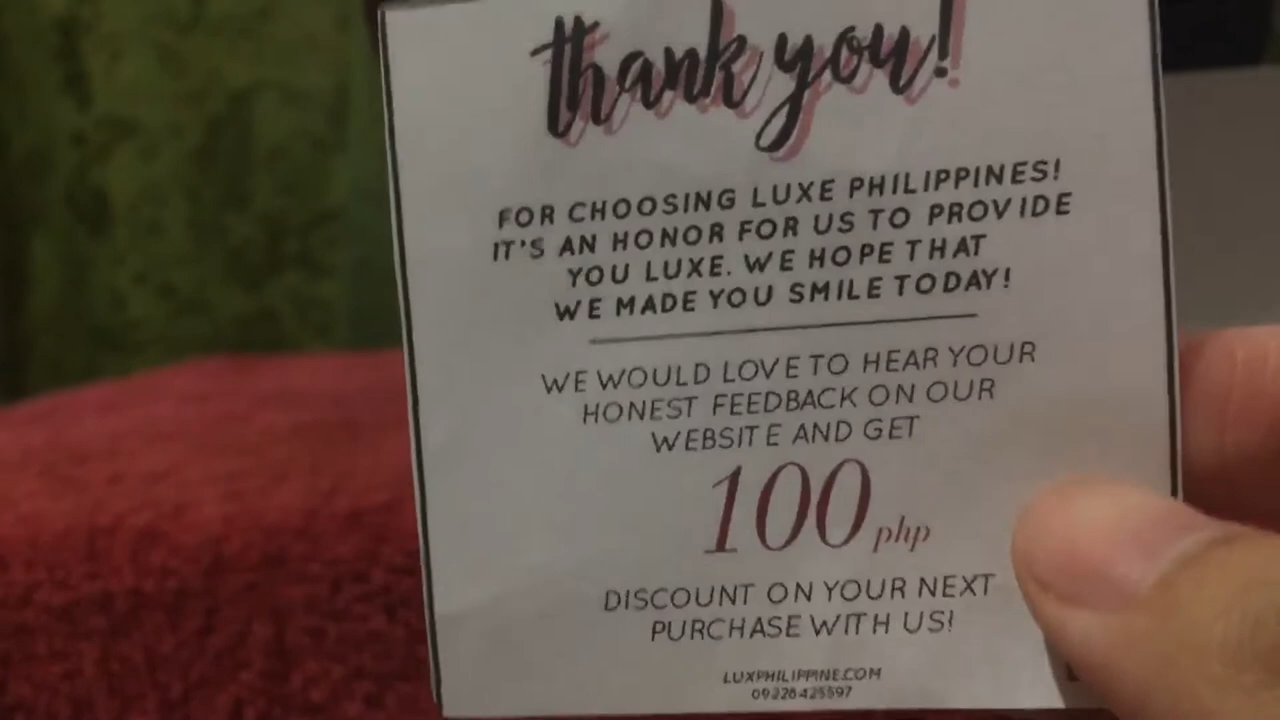 thank you!
FOR CHOOSING LUXE PHILIPPINES!
IT'S AN HONOR FOR US TO PROVIDE
YOU LUXE. WE HOPE THAT
WE MADE YOU SMILE TODAY!
WE WOULD LOVE TO HEAR YOUR
HONEST FEEDBACK ON OUR
WEBSITE AND GET
100 php
DISCOUNT ON YOUR NEXT
PURCHASE WITH US!
LUXPHILIPPINE.COM
09226425597